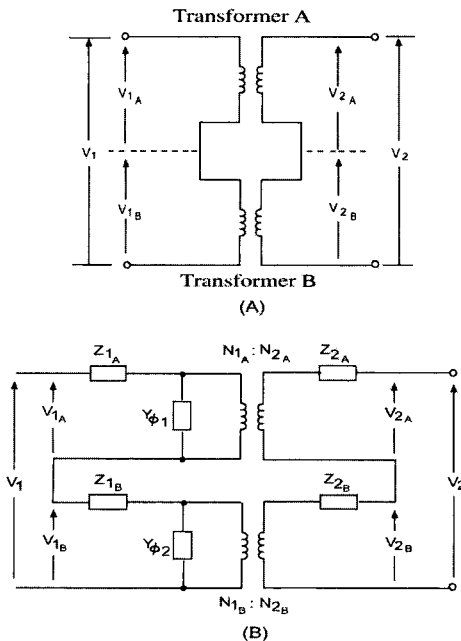 Transformer A
V1A
V2A
V1
V2
V1B
V2B
Transformer B
(A)
Z1A
N1A : N2A
Z2A
Yϕ1
V1A
V2A
V1
V2
Z1B
Z2B
Yϕ2
V1B
V2B
N1B : N2B
(B)